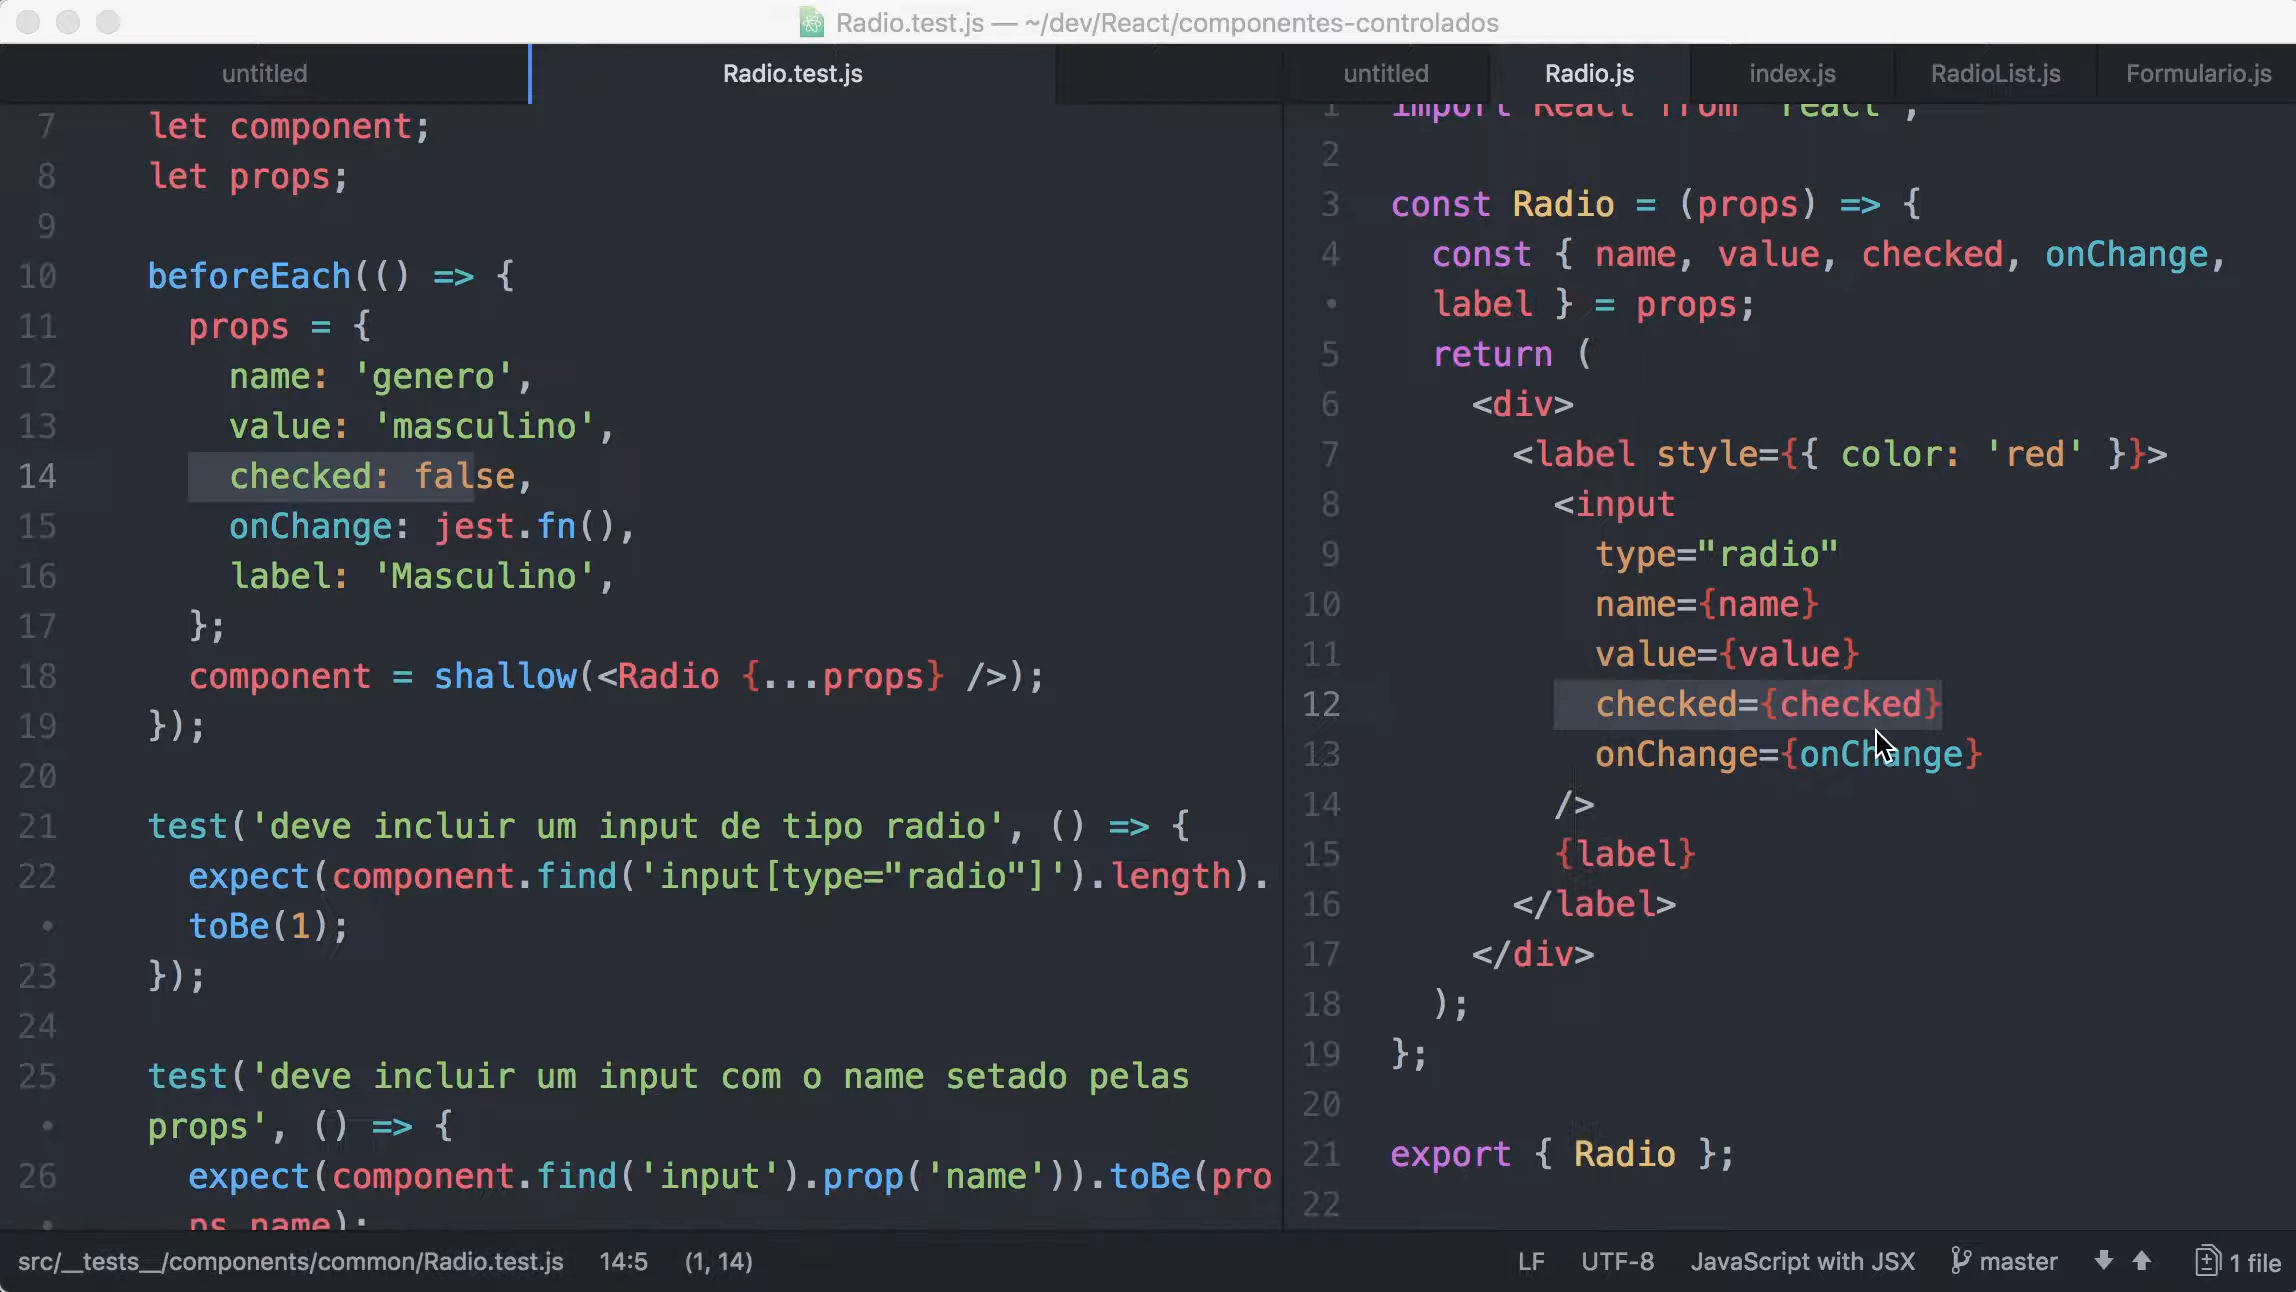 Radio.test.js — ~/dev/React/componentes-controlados
untitled
Radio.test.js
7 let component;
8 let props;
9
10 beforeEach(() => {
11 props = {
12 name: 'genero',
13 value: 'masculino',
14 checked: false,
15 onChange: jest.fn(),
16 label: 'Masculino',
17 };
18 component = shallow(<Radio {...props} />);
19 });
20
21 test('deve incluir um input de tipo radio', () => {
22 expect(component.find('input[type="radio"]').length).
• toBe(1);
23 });
24
25 test('deve incluir um input com o name setado pelas
• props', () => {
26 expect(component.find('input').prop('name')).toBe(pro
• ps.name);
untitled
Radio.js
index.js
RadioList.js
Formulario.js
1 import React from 'react';
2
3 const Radio = (props) => {
4 const { name, value, checked, onChange,
• label } = props;
5 return (
6 <div>
7 <label style={{ color: 'red' }}>
8 <input
9 type="radio"
10 name={name}
11 value={value}
12 checked={checked}
13 onChange={onChange}
14 />
15 {label}
16 </label>
17 </div>
18 );
19 };
20
21 export { Radio };
22
src/__tests__/components/common/Radio.test.js 14:5 (1, 14)
LF UTF-8 JavaScript with JSX master 1 file